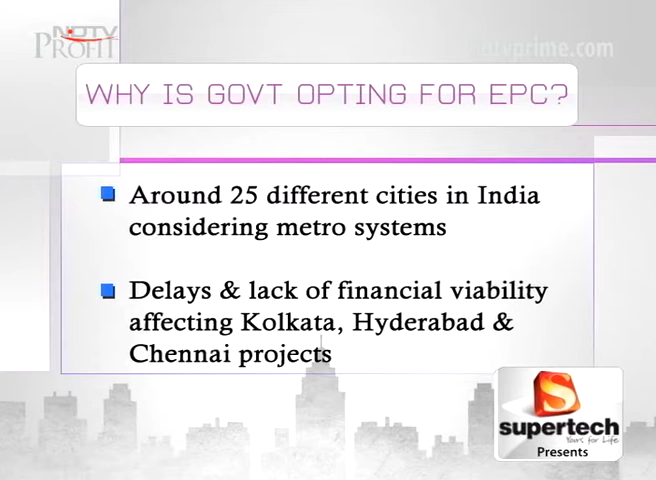 NDTV
PROFIT
ntvprime.com
WHY IS GOVT OPTING FOR EPC?
Around 25 different cities in India
considering metro systems
Delays & lack of financial viability
affecting Kolkata, Hyderabad &
Chennai projects
S
supertech
Yours for Life
Presents